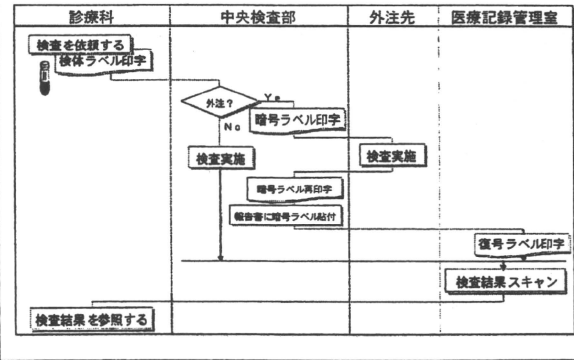 診療科 中央検査部 外注先 医療記録管理室
検査を依頼する
検体ラベル印字
外注？ Yes
No
暗号ラベル印字
検査実施 検査実施
暗号ラベル再印字
報告書に暗号ラベル貼付
復号ラベル印字
検査結果スキャン
検査結果を参照する